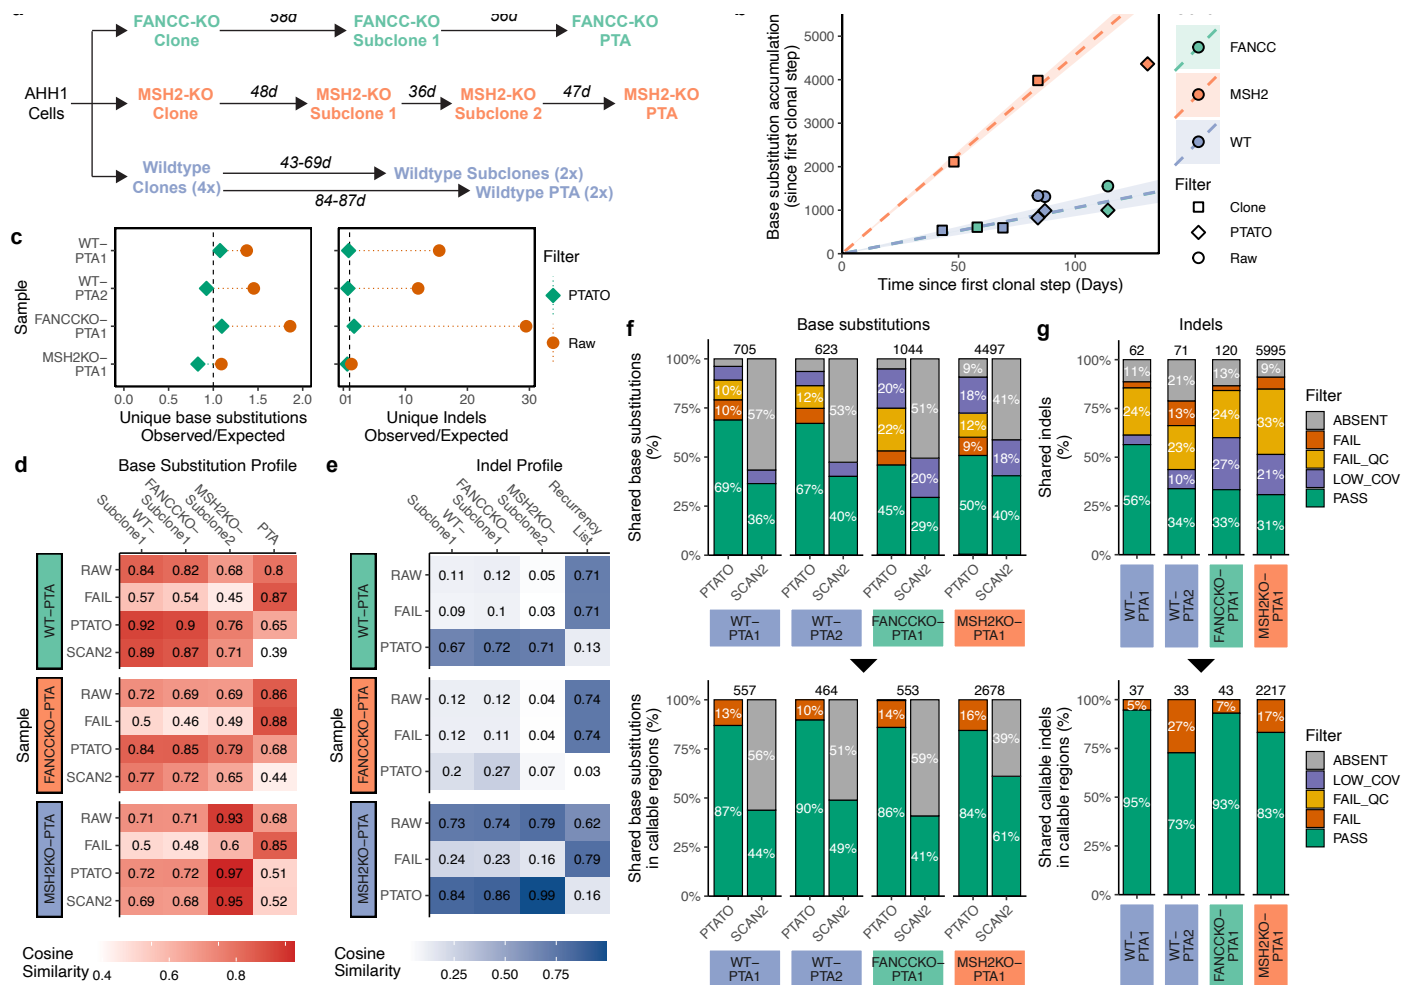 58d
56d
FANCC-KO
Clone
FANCC-KO
Subclone 1
FANCC-KO
PTA
AHH1
Cells
MSH2-KO
Clone
48d
MSH2-KO
Subclone 1
36d
MSH2-KO
Subclone 2
47d
MSH2-KO
PTA
Wildtype
Clones (4x)
43-69d
Wildtype Subclones (2x)
84-87d
Wildtype PTA (2x)
Base substitution accumulation
(since first clonal step)
5000
4000
3000
2000
1000
0
0
50
100
Time since first clonal step (Days)
FANCC
MSH2
WT
Filter
Clone
PTATO
Raw
c
Sample
WT–
PTA1
WT–
PTA2
FANCCKO–
PTA1
MSH2KO–
PTA1
0.0
0.5
1.0
1.5
2.0
Unique base substitutions
Observed/Expected
0
1
10
20
30
Unique Indels
Observed/Expected
Filter
PTATO
Raw
d
Base Substitution Profile
WT–
Subclone1
FANCCKO–
Subclone1
MSH2KO–
Subclone2
PTA
Sample
WT–PTA
RAW 0.84 0.82 0.68 0.8
FAIL 0.57 0.54 0.45 0.87
PTATO 0.92 0.9 0.76 0.65
SCAN2 0.89 0.87 0.71 0.39
FANCCKO–PTA
RAW 0.72 0.69 0.69 0.86
FAIL 0.5 0.46 0.49 0.88
PTATO 0.84 0.85 0.79 0.68
SCAN2 0.77 0.72 0.65 0.44
MSH2KO–PTA
RAW 0.71 0.71 0.93 0.68
FAIL 0.5 0.48 0.6 0.85
PTATO 0.72 0.72 0.97 0.51
SCAN2 0.69 0.68 0.95 0.52
Cosine
Similarity
0.4
0.6
0.8
e
Indel Profile
WT–
Subclone1
FANCCKO–
Subclone1
MSH2KO–
Subclone2
Recurrency
List
Sample
WT–PTA
RAW 0.11 0.12 0.05 0.71
FAIL 0.09 0.1 0.03 0.71
PTATO 0.67 0.72 0.71 0.13
FANCCKO–PTA
RAW 0.12 0.12 0.04 0.74
FAIL 0.12 0.11 0.04 0.74
PTATO 0.2 0.27 0.07 0.03
MSH2KO–PTA
RAW 0.73 0.74 0.79 0.62
FAIL 0.24 0.23 0.16 0.79
PTATO 0.84 0.86 0.99 0.16
Cosine
Similarity
0.25
0.50
0.75
f
Base substitutions
Shared base substitutions
(%)
705
623
1044
4497
100%
75%
50%
25%
0%
10%
10%
69%
57%
36%
12%
67%
53%
40%
20%
22%
45%
51%
20%
29%
9%
18%
12%
9%
50%
41%
18%
40%
PTATO
SCAN2
PTATO
SCAN2
PTATO
SCAN2
PTATO
SCAN2
WT–
PTA1
WT–
PTA2
FANCCKO–
PTA1
MSH2KO–
PTA1
Shared base substitutions
in callable regions (%)
557
464
553
2678
100%
75%
50%
25%
0%
13%
87%
56%
44%
10%
90%
51%
49%
14%
86%
59%
41%
16%
84%
39%
61%
PTATO
SCAN2
PTATO
SCAN2
PTATO
SCAN2
PTATO
SCAN2
WT–
PTA1
WT–
PTA2
FANCCKO–
PTA1
MSH2KO–
PTA1
g
Indels
Shared indels
(%)
62
71
120
5995
100%
75%
50%
25%
0%
11%
24%
56%
21%
13%
23%
10%
34%
13%
24%
27%
33%
9%
33%
21%
31%
WT–
PTA1
WT–
PTA2
FANCCKO–
PTA1
MSH2KO–
PTA1
Filter
ABSENT
FAIL
FAIL_QC
LOW_COV
PASS
Shared callable indels
in callable regions (%)
37
33
43
2217
100%
75%
50%
25%
0%
5%
95%
27%
73%
7%
93%
17%
83%
WT–
PTA1
WT–
PTA2
FANCCKO–
PTA1
MSH2KO–
PTA1
Filter
ABSENT
LOW_COV
FAIL_QC
FAIL
PASS